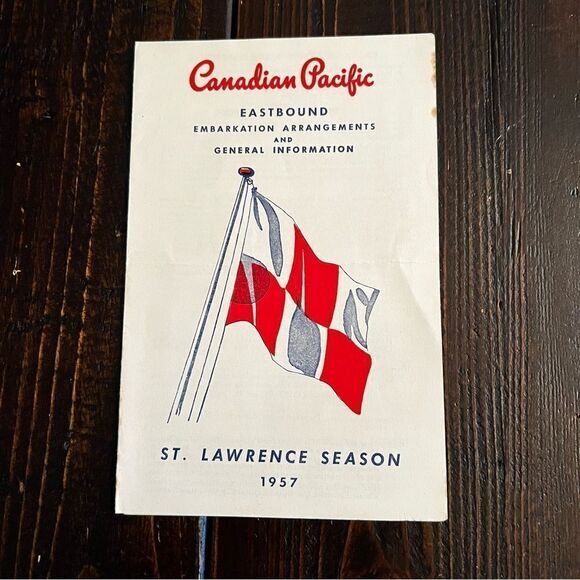 Canadian Pacific
EASTBOUND
EMBARKATION ARRANGEMENTS
AND
GENERAL INFORMATION
ST. LAWRENCE SEASON
1957